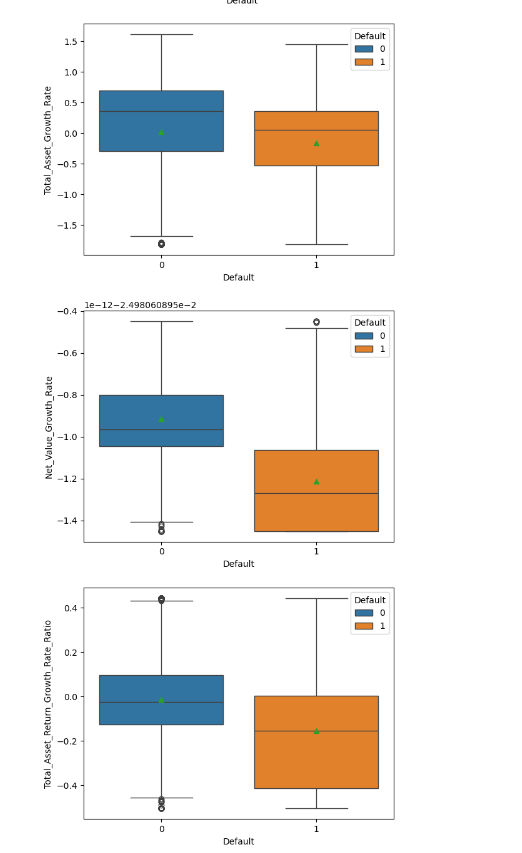 Default
Default
0
1
1.5
1.0
0.5
0.0
−0.5
−1.0
−1.5
Total_Asset_Growth_Rate
0
1
Default
1e−12−2.498060895e−2
Default
0
1
−0.4
−0.6
−0.8
−1.0
−1.2
−1.4
Net_Value_Growth_Rate
0
1
Default
Default
0
1
0.4
0.2
0.0
−0.2
−0.4
Total_Asset_Return_Growth_Rate_Ratio
0
1
Default